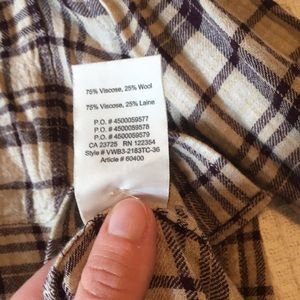 75% Viscose, 25% Wool
75% Viscose, 25% Laine
P.O. # 4500059577
P.O. # 4500059578
P.O. # 4500059579
CA 23725 RN 122354
Style # VWB3-2183TC-36
Article # 60400